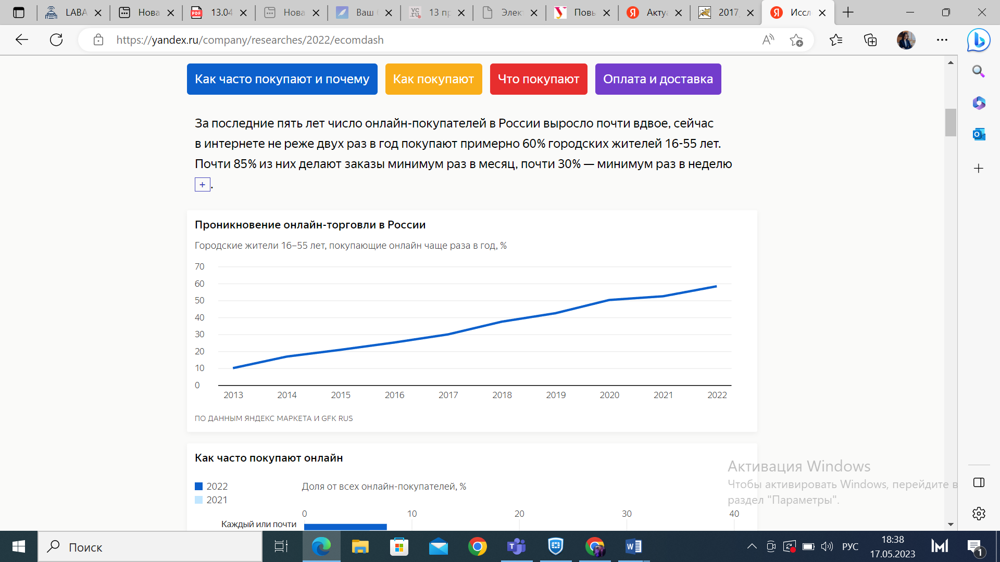 LABA
Нова
13.04
Нова
Ваш
13 пр
Элек
Повы
Акту
2017
Иссл
https://yandex.ru/company/researches/2022/ecomdash
Как часто покупают и почему
Как покупают
Что покупают
Оплата и доставка
За последние пять лет число онлайн-покупателей в России выросло почти вдвое, сейчас
в интернете не реже двух раз в год покупают примерно 60% городских жителей 16-55 лет.
Почти 85% из них делают заказы минимум раз в месяц, почти 30% — минимум раз в неделю
+ .
Проникновение онлайн-торговли в России
Городские жители 16–55 лет, покупающие онлайн чаще раза в год, %
70
60
50
40
30
20
10
0
2013 2014 2015 2016 2017 2018 2019 2020 2021 2022
ПО ДАННЫМ ЯНДЕКС МАРКЕТА И GFK RUS
Как часто покупают онлайн
2022
2021
Доля от всех онлайн-покупателей, %
0 10 20 30 40
Каждый или почти
Активация Windows
Чтобы активировать Windows, перейдите в
раздел "Параметры".
Поиск
РУС
18:38
17.05.2023
1